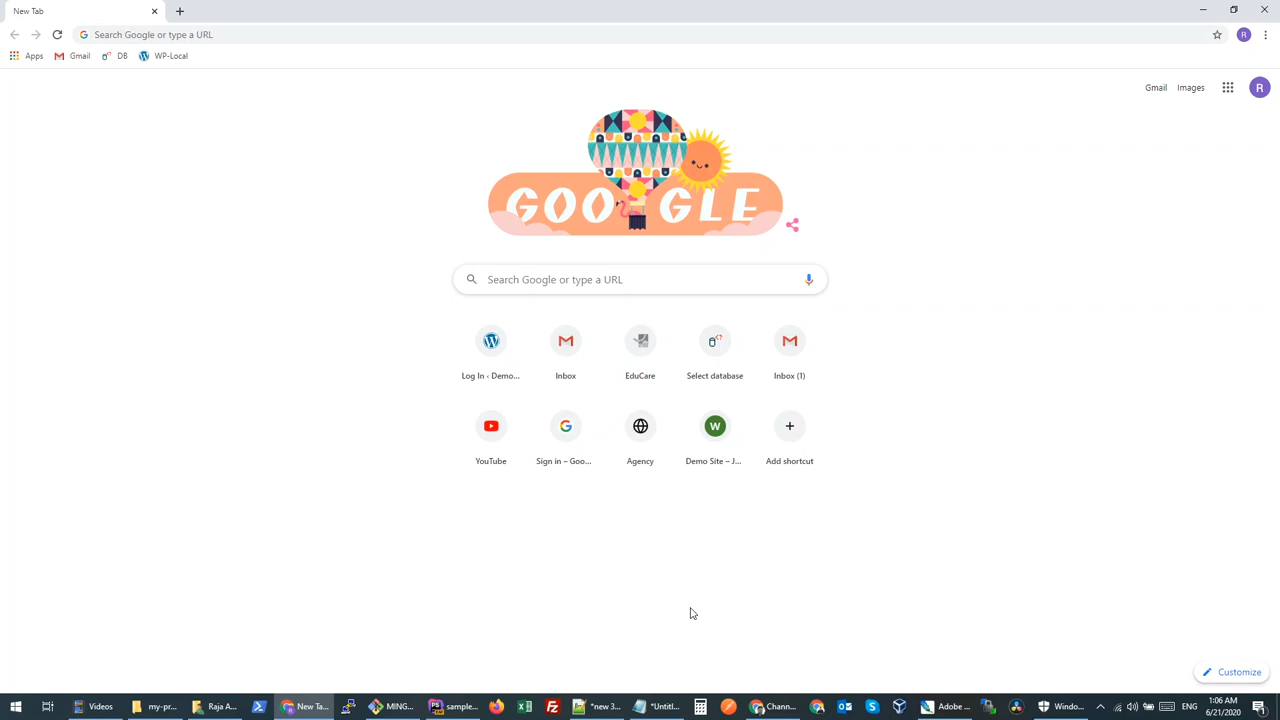 New Tab
Search Google or type a URL
R
Apps
Gmail
DB
WP-Local
Gmail
Images
R
GOOGLE
Search Google or type a URL
Log In ‹ Demo...
Inbox
EduCare
Select database
Inbox (1)
YouTube
Sign in – Goo...
Agency
W
Demo Site – J...
Add shortcut
Customize
Videos
my-pr...
Raja A...
New Ta...
MING...
sample...
*new 3...
*Untitl...
Chann...
Adobe ...
Windo...
ENG
1:06 AM
6/21/2020